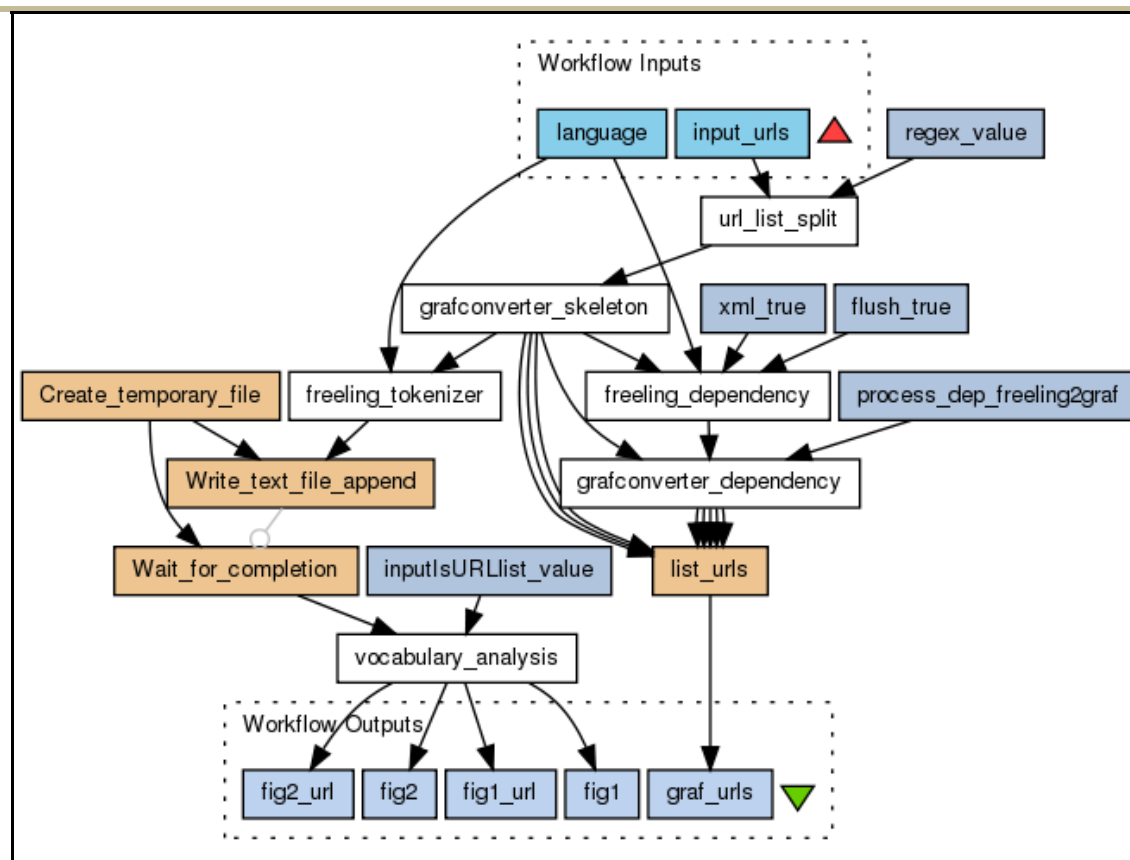 Workflow Inputs
language input_urls regex_value
url_list_split
grafconverter_skeleton xml_true flush_true
Create_temporary_file freeling_tokenizer freeling_dependency process_dep_freeling2graf
Write_text_file_append grafconverter_dependency
Wait_for_completion inputIsURLlist_value list_urls
vocabulary_analysis
Workflow Outputs
fig2_url fig2 fig1_url fig1 graf_urls